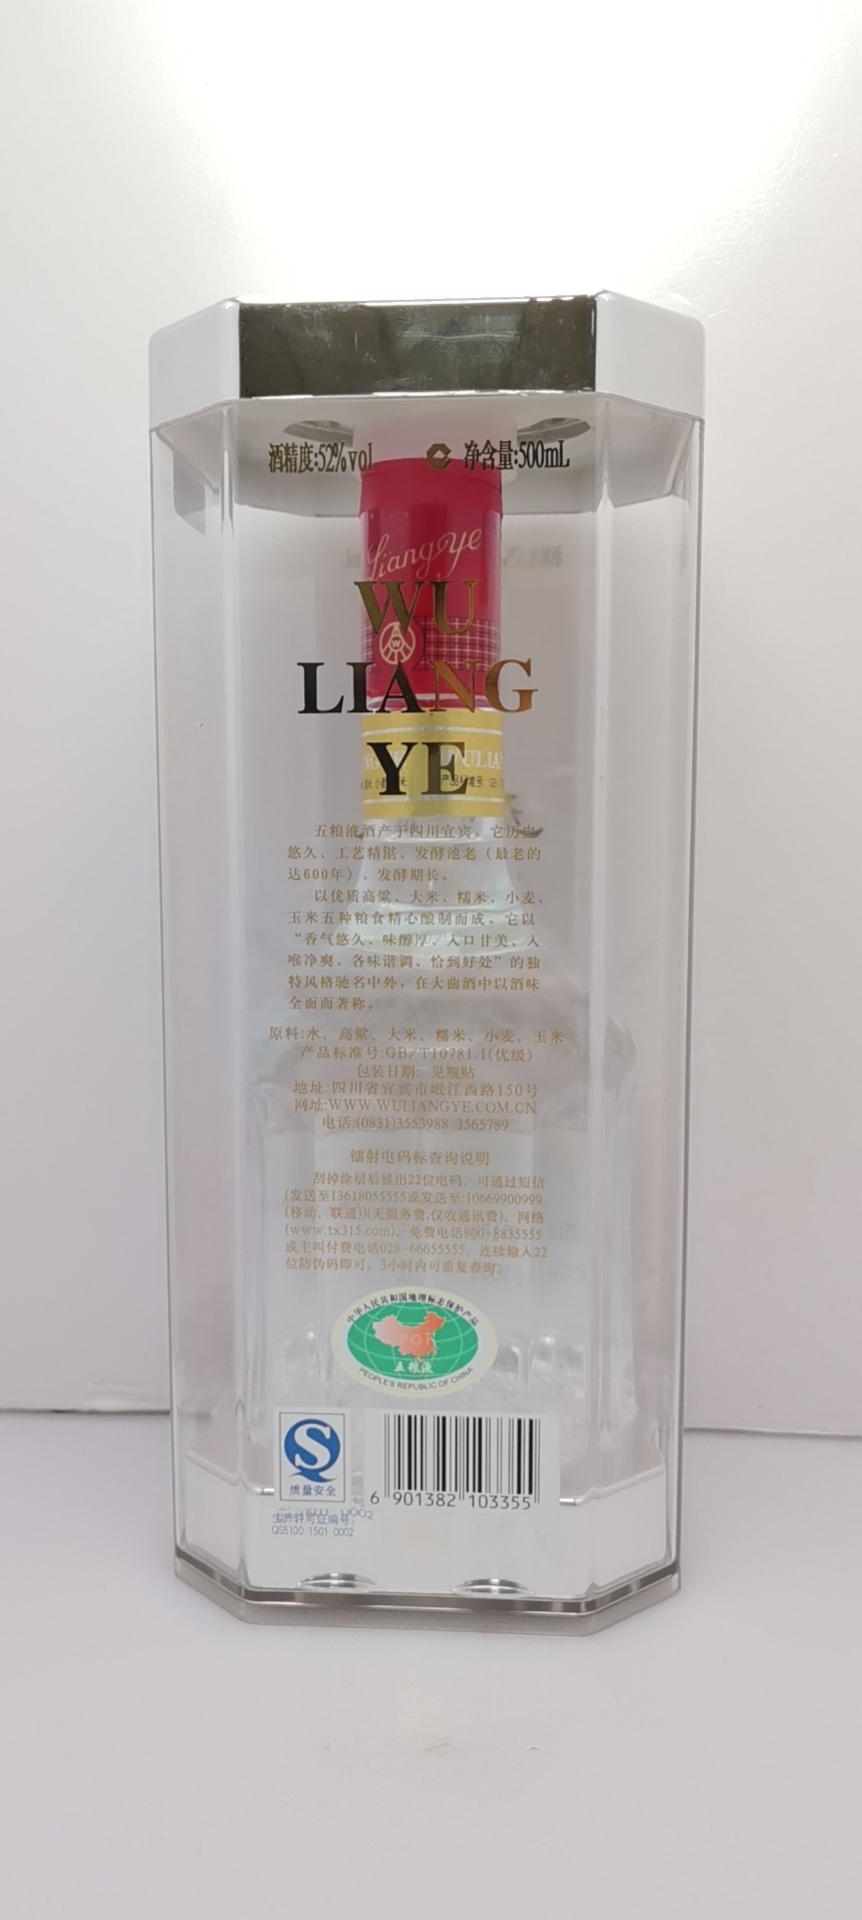 酒精度:52%vol 净含量:500mL
Liangye
WU
LIANG
YE
五粮液酒产于四川宜宾。它历史
悠久、工艺精湛、发酵池老（最老的
达600年）、发酵期长。
以优质高粱、大米、糯米、小麦、
玉米五种粮食精心酿制而成。它以
“香气悠久、味醇厚、入口甘美、入
喉净爽、各味谐调、恰到好处”的独
特风格驰名中外，在大曲酒中以酒味
全面而著称。
原料:水、高粱、大米、糯米、小麦、玉米
产品标准号:GB/T10781.1(优级)
包装日期: 见瓶贴
地址:四川省宜宾市岷江西路150号
网址:WWW.WULIANGYE.COM.CN
电话:(0831)3553988 3565789
镭射电码标查询说明
刮掉涂层后显出22位电码，可通过短信
(发送至13618055555或发送至:10669900999
(移动、联通))(无服务费,仅收通讯费)、网络
(www.tx315.com)，免费电话800-8835555
或主叫付费电话028-66655555，连续输入22
位防伪码即可。3小时内可重复查询。
中华人民共和国地理标志保护产品
PGI
五粮液
PEOPLE'S REPUBLIC OF CHINA
质量安全
6 901382 103355
生产许可证编号:
QS5100 1501 0002